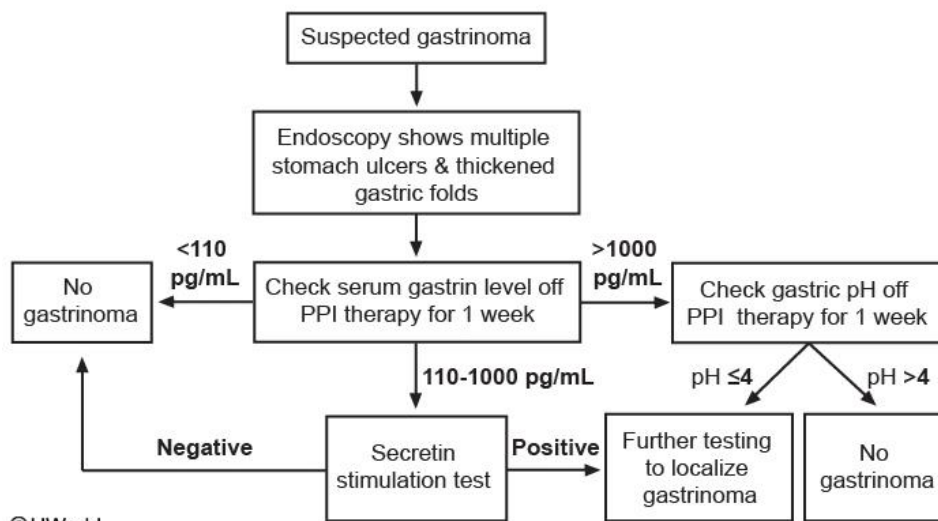 Suspected gastrinoma
Endoscopy shows multiple
stomach ulcers & thickened
gastric folds
<110
pg/mL
>1000
pg/mL
No
gastrinoma
Check serum gastrin level off
PPI therapy for 1 week
Check gastric pH off
PPI therapy for 1 week
110-1000 pg/mL
pH ≤4
pH >4
Negative
Secretin
stimulation test
Positive
Further testing
to localize
gastrinoma
No
gastrinoma